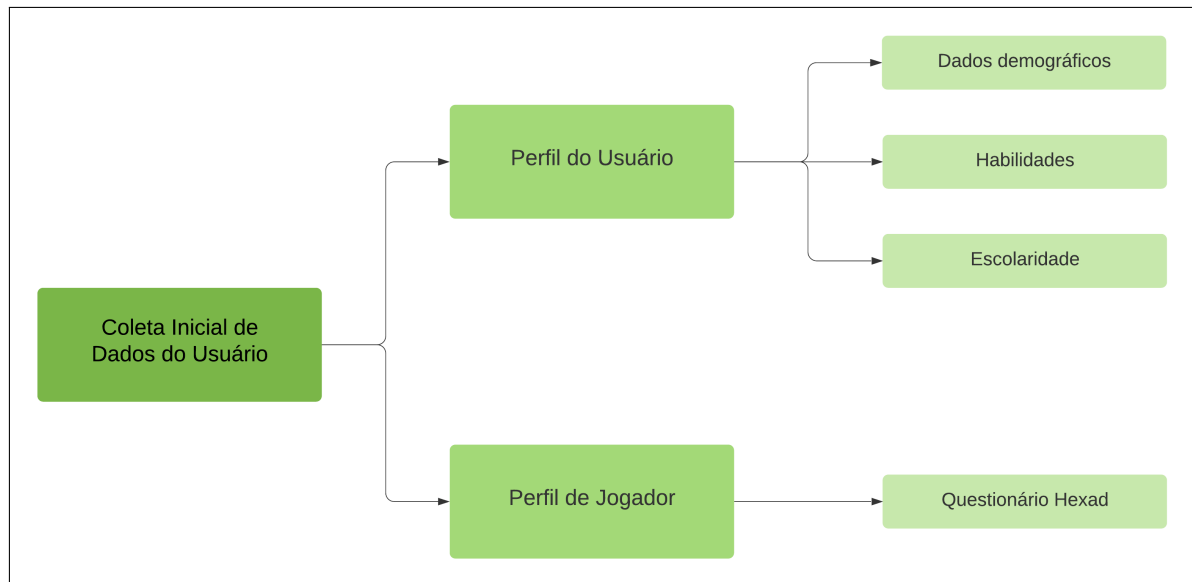 Coleta Inicial de
Dados do Usuário
Perfil do Usuário
Dados demográficos
Habilidades
Escolaridade
Perfil de Jogador
Questionário Hexad